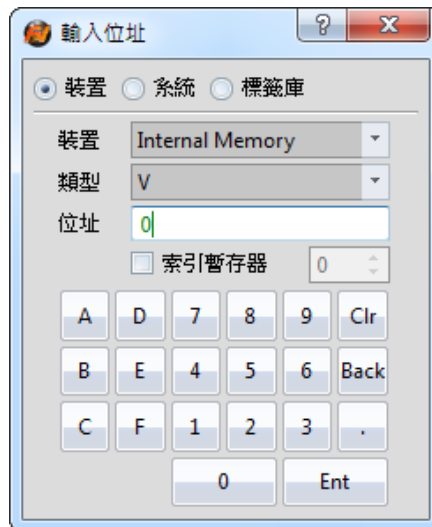 輸入位址 ? X
裝置 系統 標籤庫
裝置 Internal Memory
類型 V
位址 0
索引暫存器 0
A D 7 8 9 Clr
B E 4 5 6 Back
C F 1 2 3 .
0 Ent